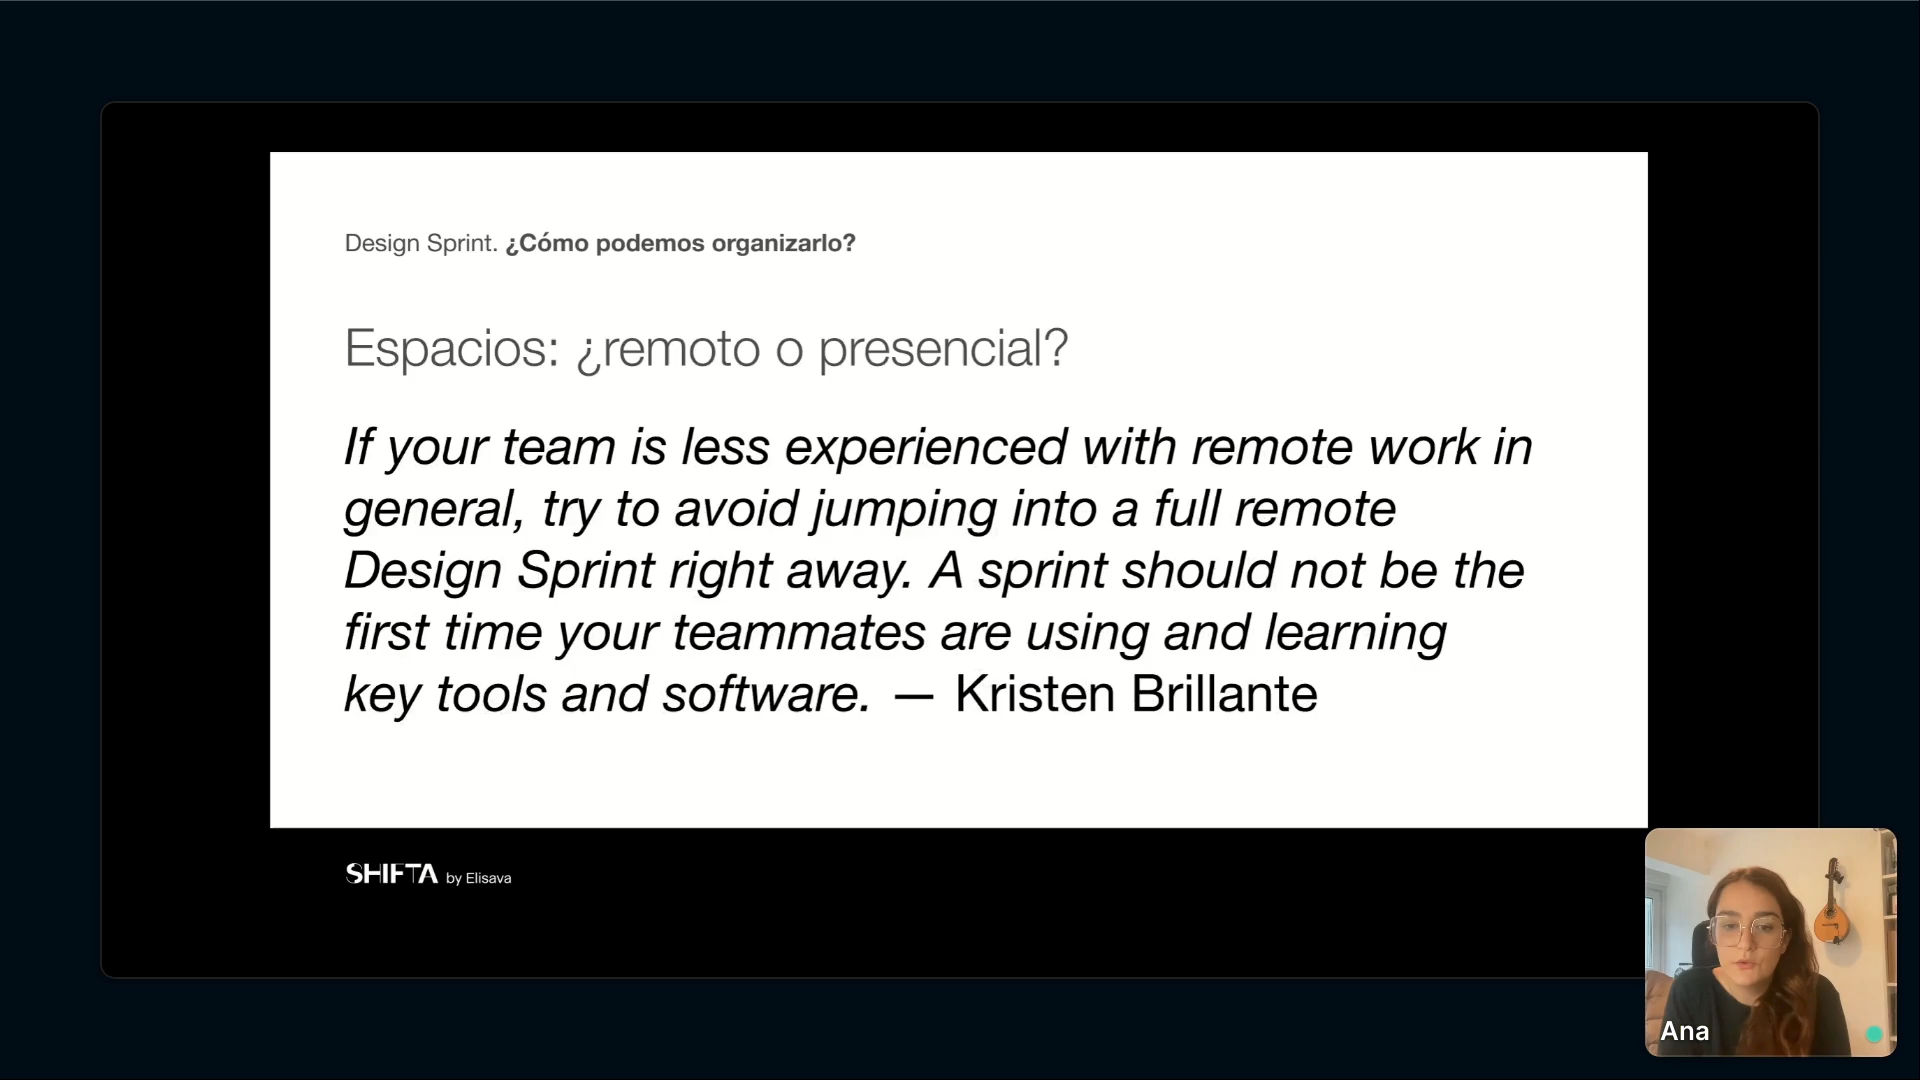 Design Sprint. ¿Cómo podemos organizarlo?
Espacios: ¿remoto o presencial?
If your team is less experienced with remote work in
general, try to avoid jumping into a full remote
Design Sprint right away. A sprint should not be the
first time your teammates are using and learning
key tools and software. — Kristen Brillante
SHIFTA by Elisava
Ana